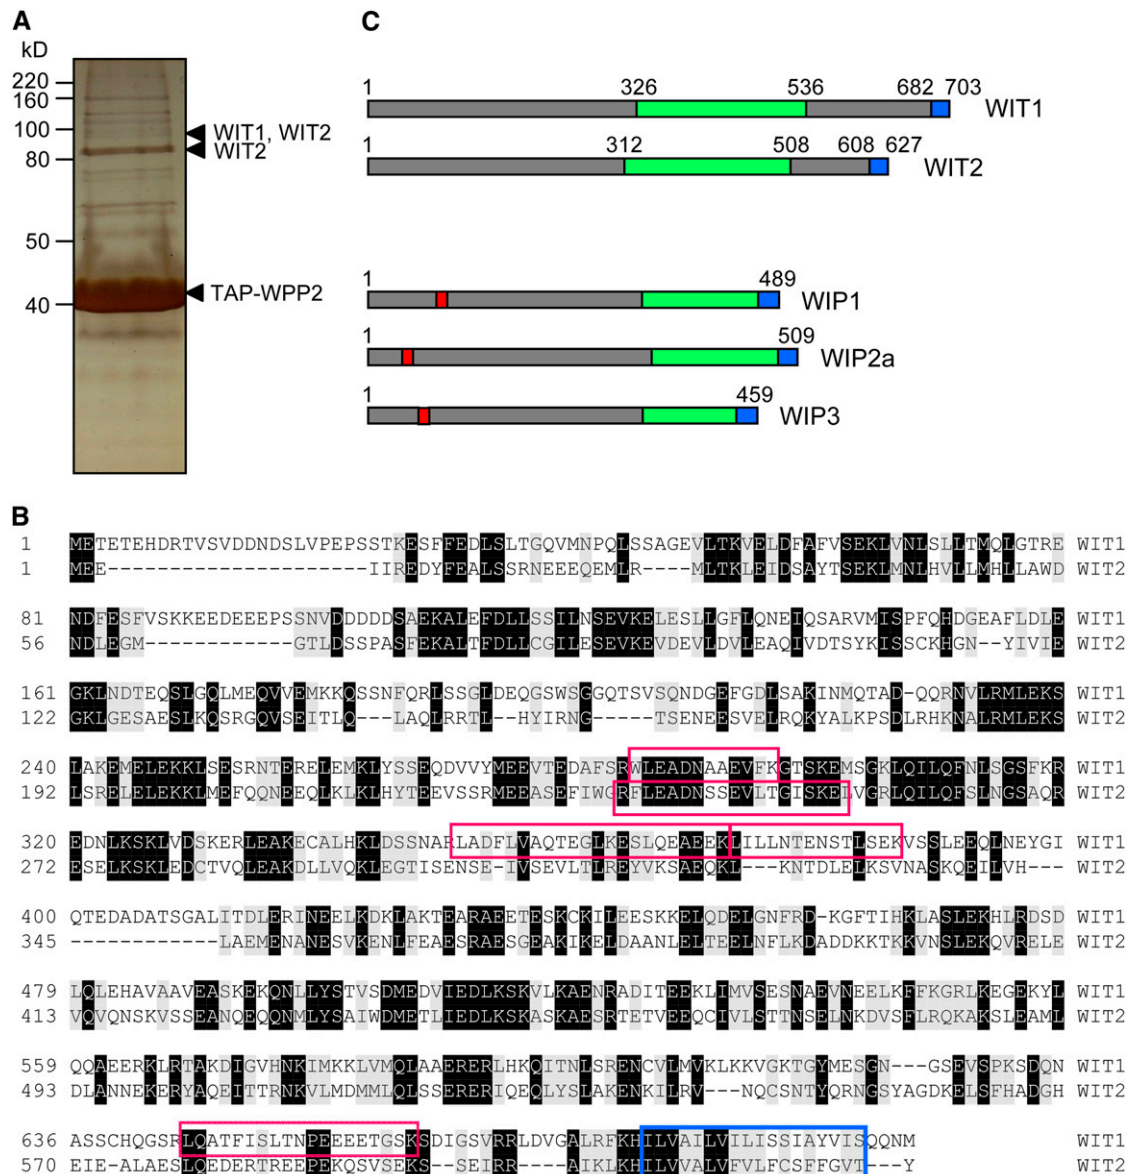 A
kD
220
160
100
80
50
40
WIT1, WIT2
WIT2
TAP-WPP2
C
1 326 536 682 703
WIT1
1 312 508 608 627
WIT2
1 489
WIP1
1 509
WIP2a
1 459
WIP3
B
1 METETEHDRTVSVDDNDSLVPEPSSTKESFFEDLSLTGQVMNPQLSSAGEVLTKVELDFAFVSEKLVNLSLLTMQLGTRE WIT1
1 MEE---------------------IIREDYFEALSSRNEEEQEMLR----MLTKLEIDSAYTSEKLMNLHVLLMHLLAWD WIT2
81 NDFESFVSKKEEDEEEPSSNVDDDDDSAEKALEFDLLSSILNSEVKELESLLGFLQNEIQSARVMISPFQHDGEAFLDLE WIT1
56 NDLEGM------------GTLDSSPASFEKALTFDLLCGILESEVKEVDEVLDVLEAQIVDTSYKISSCKHGN--YIVIE WIT2
161 GKLNDTEQSLGQLMEQVVEMKKQSSNFQRLSSGLDEQGSWSGGQTSVSQNDGEFGDLSAKINMQTAD-QQRNVLRMLEKS WIT1
122 GKLGESAESLKQSRGQVSEITLQ---LAQLRRTL--HYIRNG-----TSENEESVELRQKYALKPSDLRHKNALRMLEKS WIT2
240 LAKEMELEKKLSESRNTERELEMKLYSSEQDVVYMEEVTEDAFSRWLEADNAAEVFKGTSKEMSGKLQILQFNLSGSFKR WIT1
192 LSRELELEKKLMEFQQNEEQLKLKLHYTEEVSSRMEEASEFIWGRFLEADNSSEVLTGISKELVGRLQILQFSLNGSAQR WIT2
320 EDNLKSKLVDSKERLEAKECALHKLDSSNARLADFLVAQTEGLKESLQEAEEKLILLNTENSTLSEKVSSLEEQLNEYGI WIT1
272 ESELKSKLEDCTVQLEAKDLLVQKLEGTISENSE-IVSEVLTLREYVKSAEQKL---KNTDLELKSVNASKQEILVH--- WIT2
400 QTEDADATSGALITDLERINEELKDKLAKTEARAEETESKCKILEESKKELQDELGNFRD-KGFTIHKLASLEKHLRDSD WIT1
345 ------------LAEMENANESVKENLFEAESRAESGEAKIKELDAANLELTEELNFLKDADDKKTKKVNSLEKQVRELE WIT2
479 LQLEHAVAAVEASKEKQNLLYSTVSDMEDVIEDLKSKVLKAENRADITEEKLIMVSESNAEVNEELKFFKGRLKEGEKYL WIT1
413 VQVQNSKVSSEANQEQQNMLYSAIWDMETLIEDLKSKASKAESRTETVEEQCIVLSTTNSELNKDVSFLRQKAKSLEAML WIT2
559 QQAEERKLRTAKDIGVHNKIMKKLVMQLAAERERLHKQITNLSRENCVLMVKLKKVGKTGYMESGN---GSEVSPKSDQN WIT1
493 DLANNEKERYAQEITTRNKVLMDMMLQLSSERERIQEQLYSLAKENKILRV---NQCSNTYQRNGSYAGDKELSFHADGH WIT2
636 ASSCHQGSRLQATFISLTNPEEEETGSKSDIGSVRRLDVGALRFKHILVAILVILISSIAYVISQQNM WIT1
570 EIE-ALAESLQEDERTREEPEKQSVSEKS--SEIRR----AIKLKHILVVALVFVLFCSFFGVT---Y WIT2